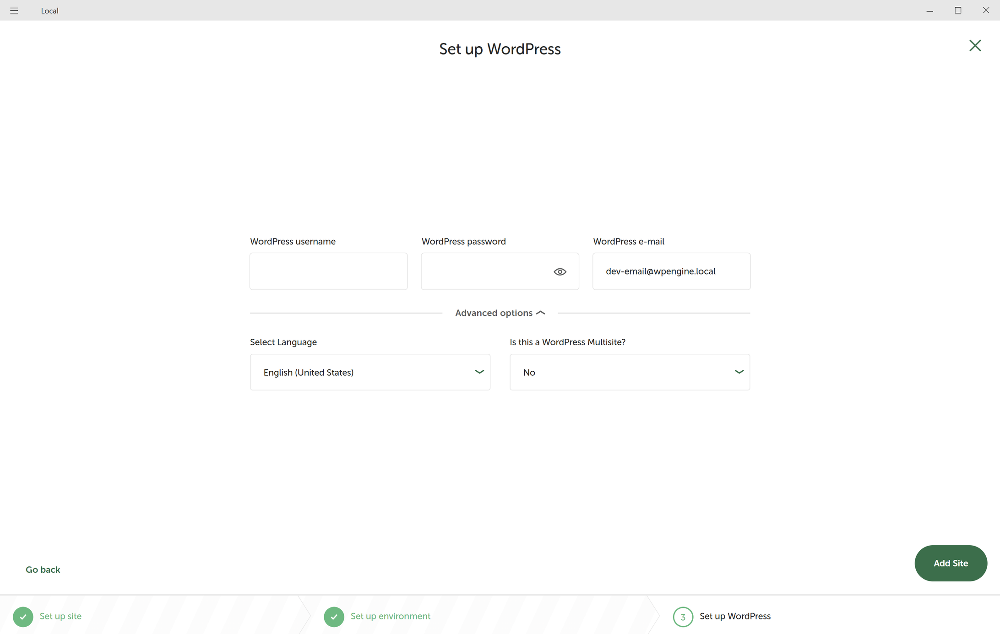 Local
Set up WordPress
WordPress username
WordPress password
WordPress e-mail
dev-email@wpengine.local
Advanced options
Select Language
Is this a WordPress Multisite?
English (United States)
No
Go back
Add Site
Set up site
Set up environment
3
Set up WordPress